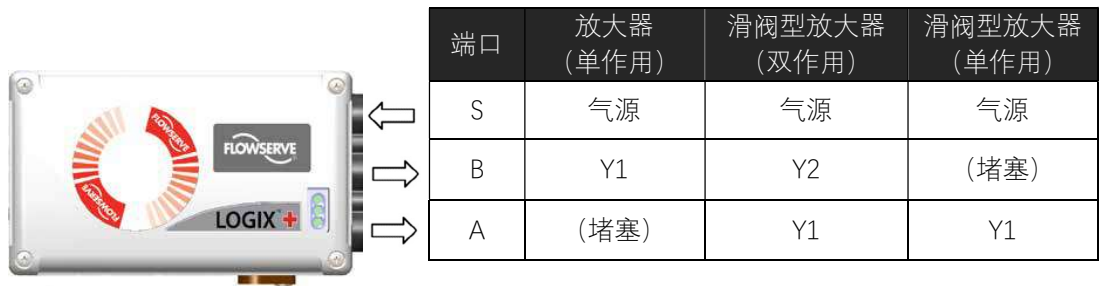 FLOWSERVE
FLOWSERVE
FLOWSERVE
LOGIX™+
端口 放大器 滑阀型放大器 滑阀型放大器
(单作用) (双作用) (单作用)
S 气源 气源 气源
B Y1 Y2 (堵塞)
A (堵塞) Y1 Y1